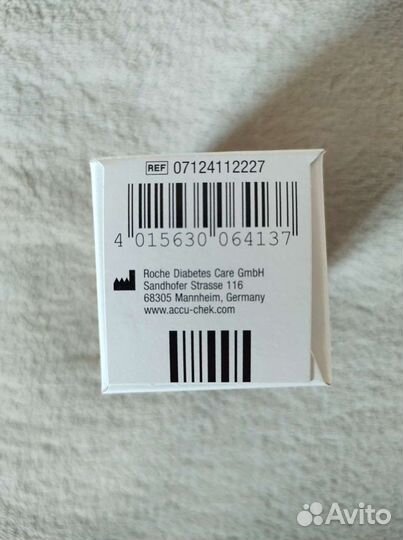 REF 07124112227
4 015630 064137
Roche Diabetes Care GmbH
Sandhofer Strasse 116
68305 Mannheim, Germany
www.accu-chek.com
Avito